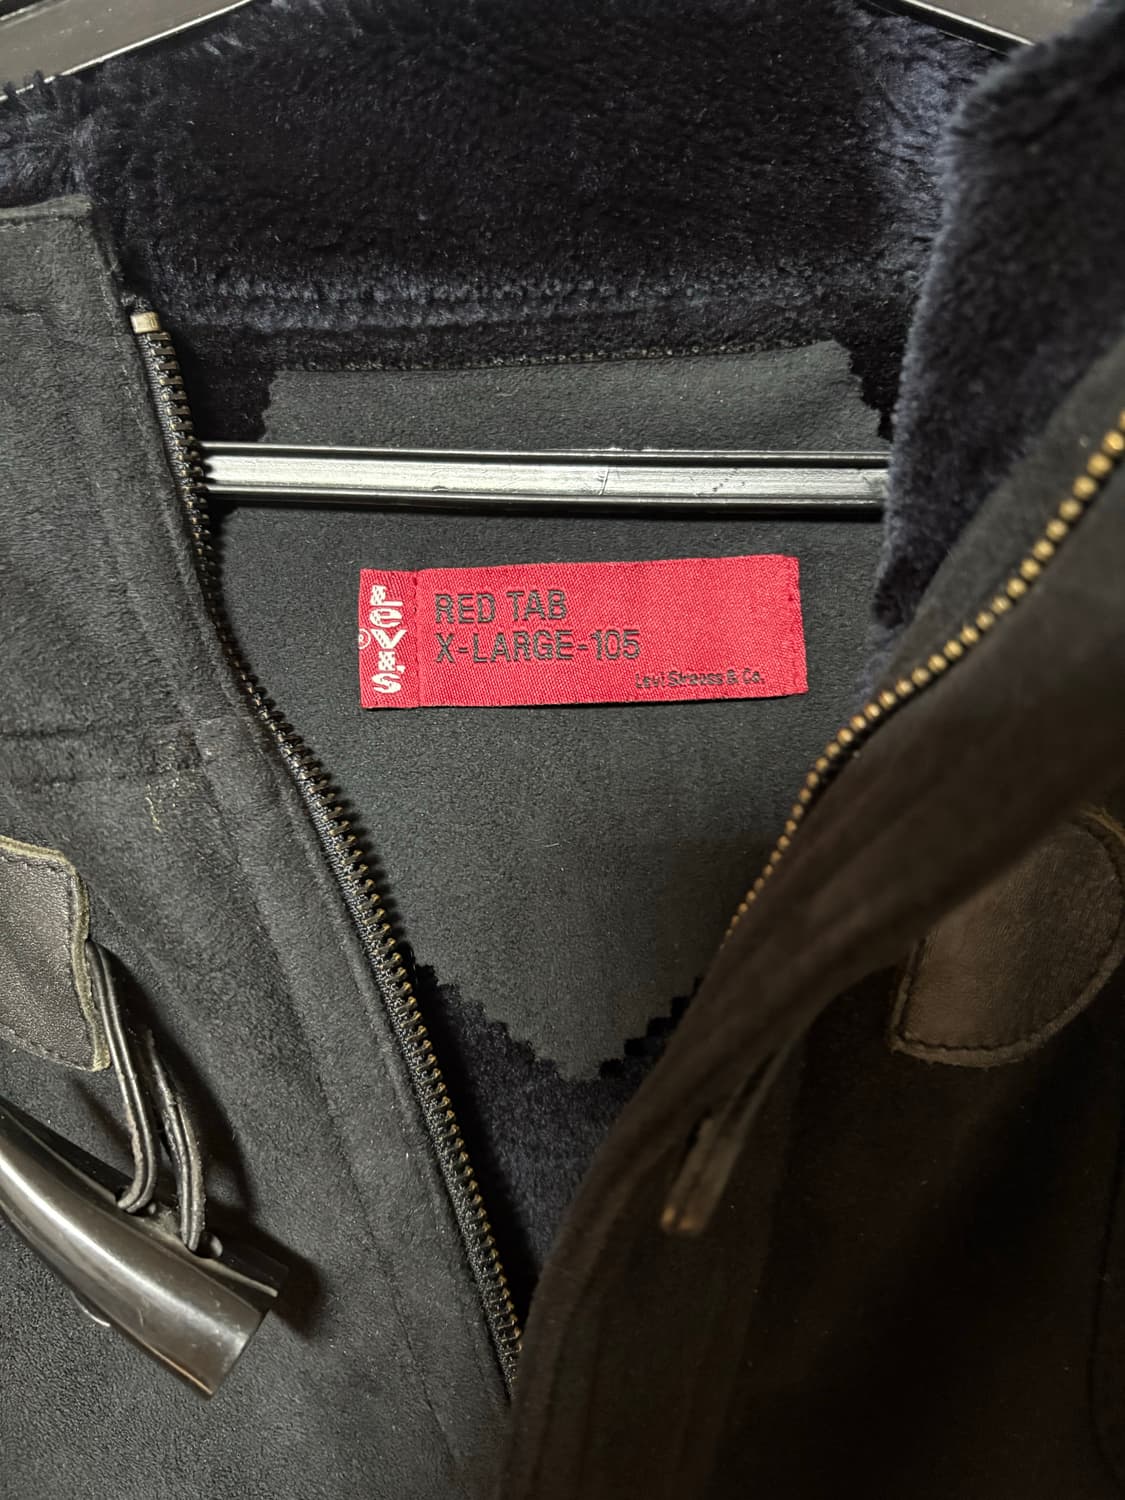 LEVI'S
®
RED TAB
X-LARGE-105
Levi Strauss & Co.